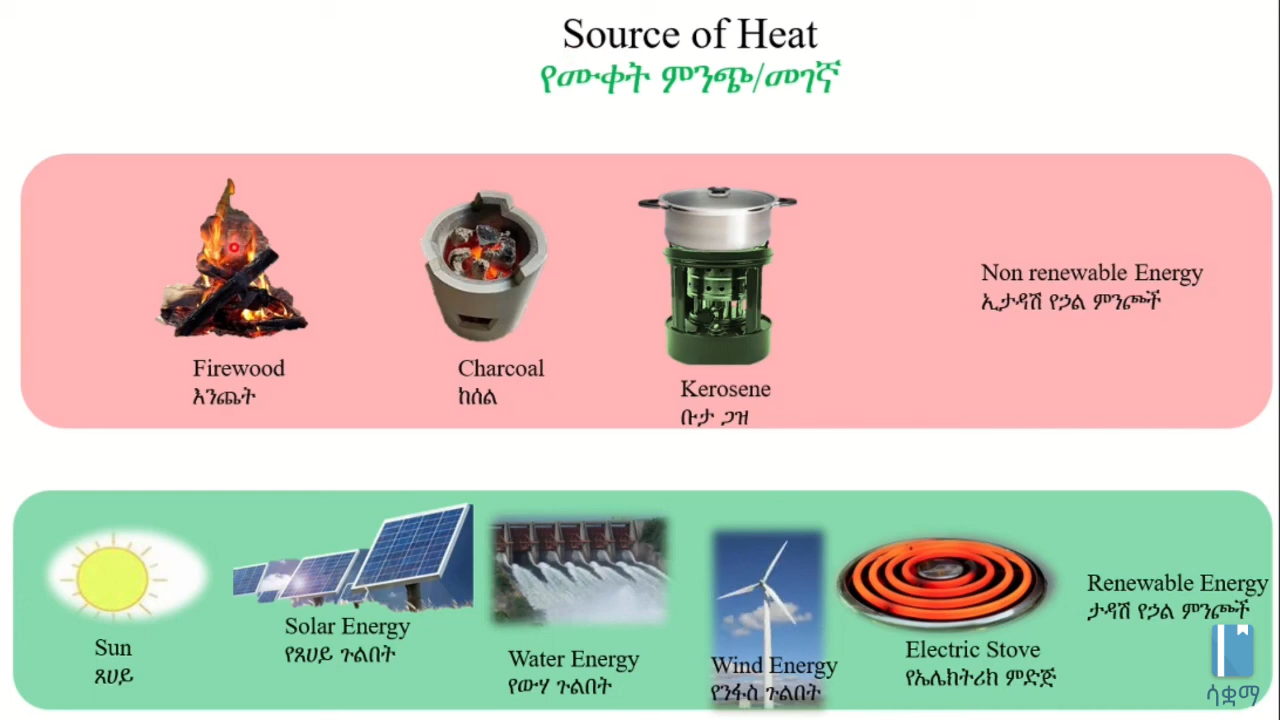 Source of Heat
የሙቀት ምንጭ/መገኛ
Firewood
እንጨት
Charcoal
ከሰል
Kerosene
ቡታ ጋዝ
Non renewable Energy
ኢታዳሽ የኃል ምንጮች
Sun
ጸሀይ
Solar Energy
የጸሀይ ጉልበት
Water Energy
የውሃ ጉልበት
Wind Energy
የንፋስ ጉልበት
Electric Stove
የኤሌክትሪክ ምድጅ
Renewable Energy
ታዳሽ የኃል ምንጮች
ሳቋማ